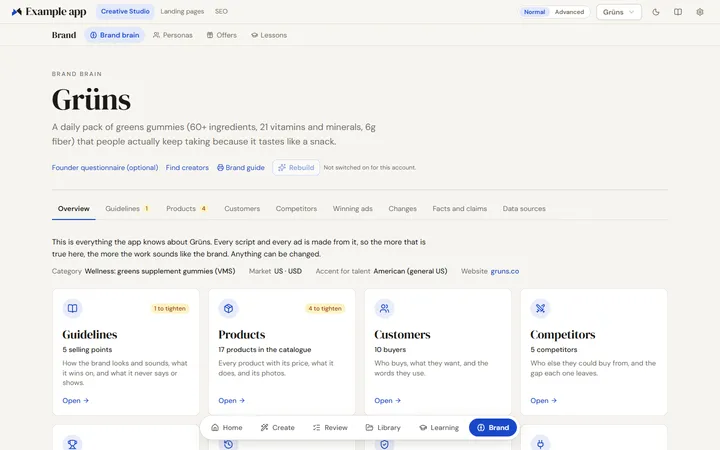 Example app
Creative Studio
Landing pages
SEO
Normal
Advanced
Grüns
Brand
Brand brain
Personas
Offers
Lessons
BRAND BRAIN
Grüns
A daily pack of greens gummies (60+ ingredients, 21 vitamins and minerals, 6g
fiber) that people actually keep taking because it tastes like a snack.
Founder questionnaire (optional)
Find creators
Brand guide
Rebuild
Not switched on for this account.
Overview
Guidelines 1
Products 4
Customers
Competitors
Winning ads
Changes
Facts and claims
Data sources
This is everything the app knows about Grüns. Every script and every ad is made from it, so the more that is
true here, the more the work sounds like the brand. Anything can be changed.
Category Wellness: greens supplement gummies (VMS)
Market US · USD
Accent for talent American (general US)
Website gruns.co
1 to tighten
Guidelines
5 selling points
How the brand looks and sounds, what
it wins on, and what it never says or
shows.
Open →
4 to tighten
Products
17 products in the catalogue
Every product with its price, what it
does, and its photos.
Open →
Customers
10 buyers
Who buys, what they want, and the
words they use.
Open →
Competitors
5 competitors
Who else they could buy from, and the
gap each one leaves.
Open →
Home
Create
Review
Library
Learning
Brand